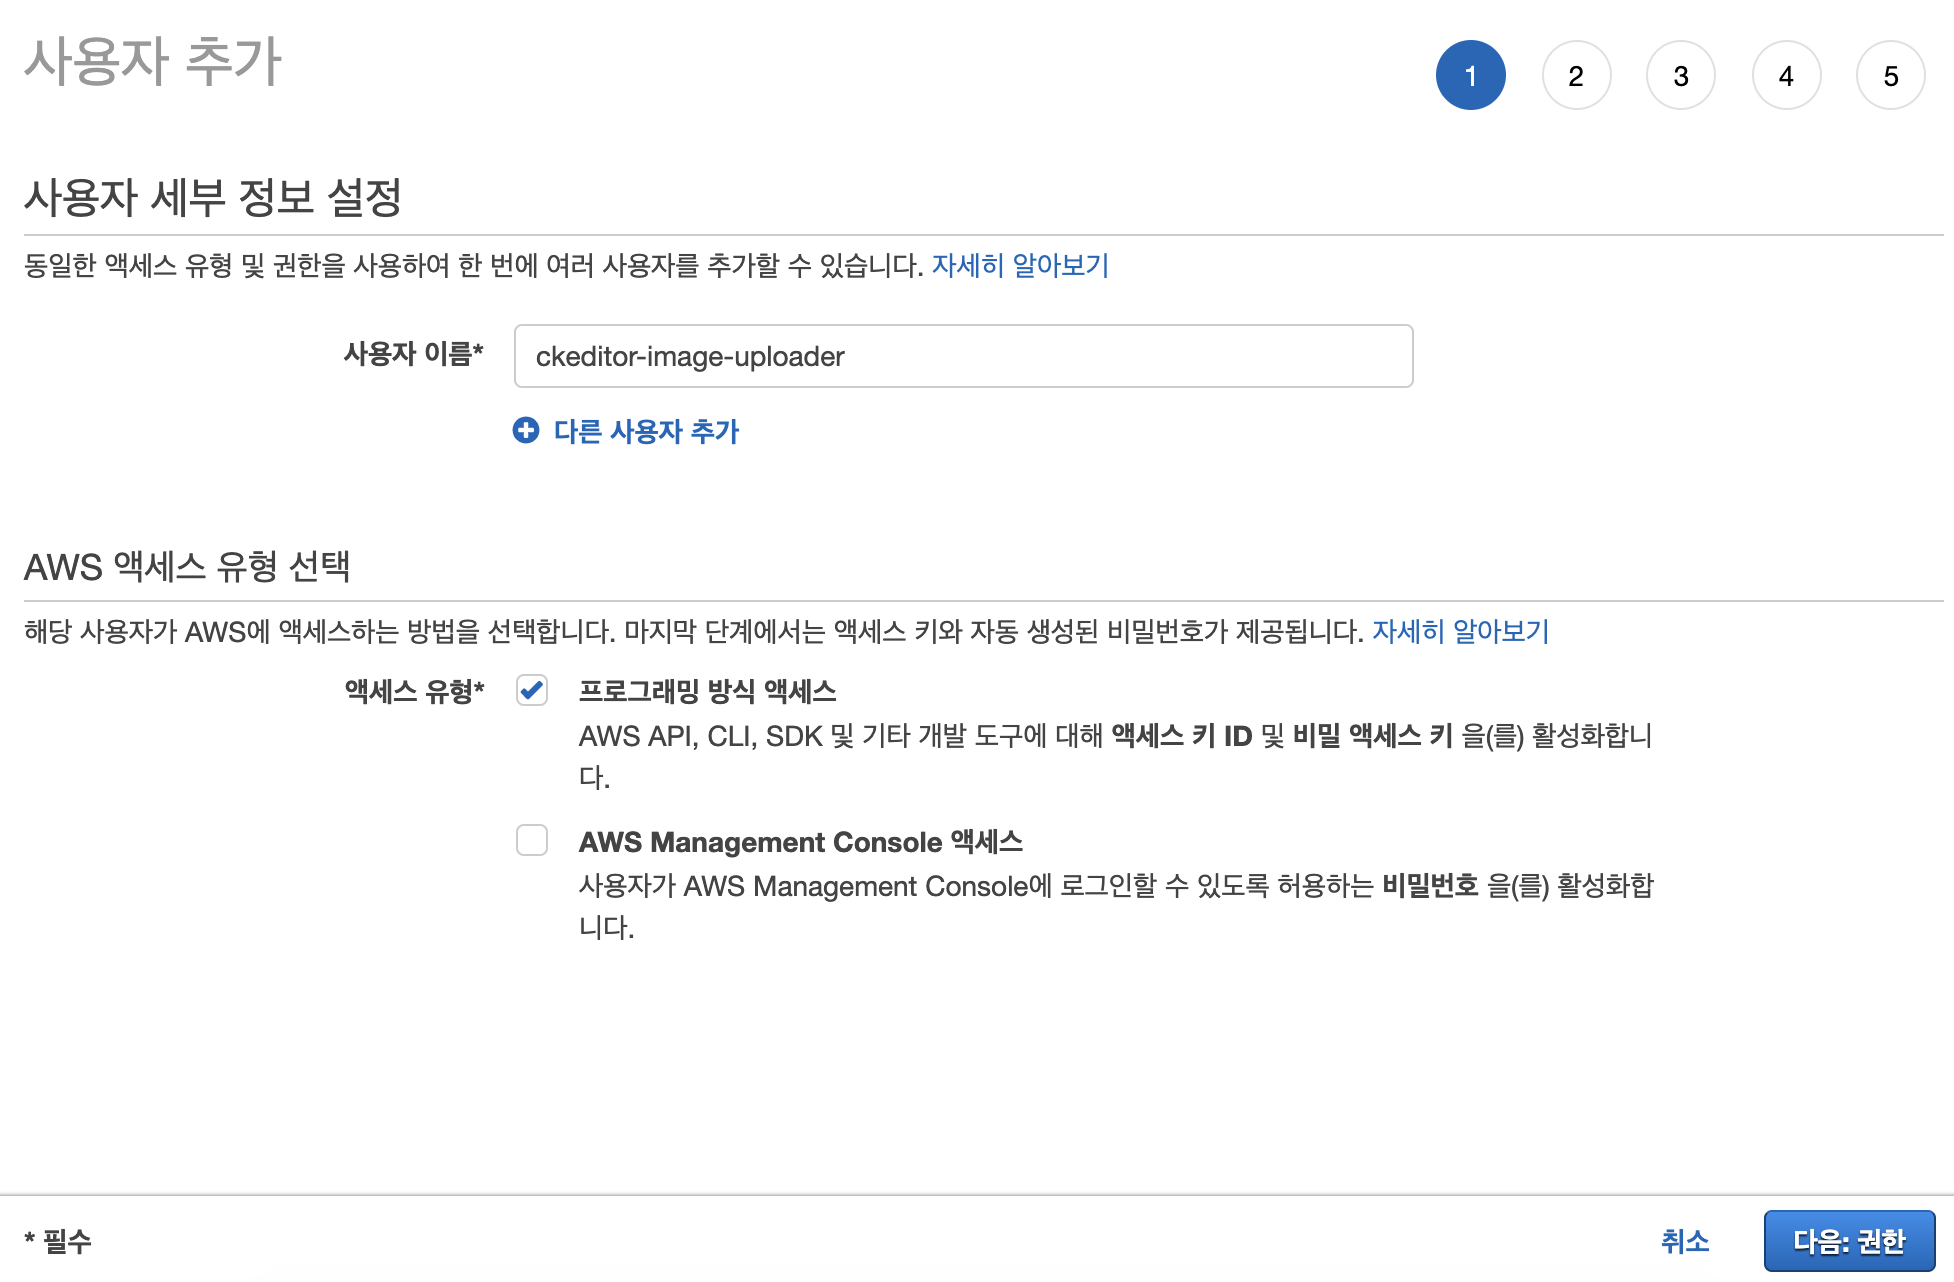 사용자 추가
1 2 3 4 5
사용자 세부 정보 설정
동일한 액세스 유형 및 권한을 사용하여 한 번에 여러 사용자를 추가할 수 있습니다. 자세히 알아보기
사용자 이름* ckeditor-image-uploader
다른 사용자 추가
AWS 액세스 유형 선택
해당 사용자가 AWS에 액세스하는 방법을 선택합니다. 마지막 단계에서는 액세스 키와 자동 생성된 비밀번호가 제공됩니다. 자세히 알아보기
액세스 유형* 프로그래밍 방식 액세스
AWS API, CLI, SDK 및 기타 개발 도구에 대해 액세스 키 ID 및 비밀 액세스 키 을(를) 활성화합니
다.
AWS Management Console 액세스
사용자가 AWS Management Console에 로그인할 수 있도록 허용하는 비밀번호 을(를) 활성화합
니다.
* 필수 취소 다음: 권한